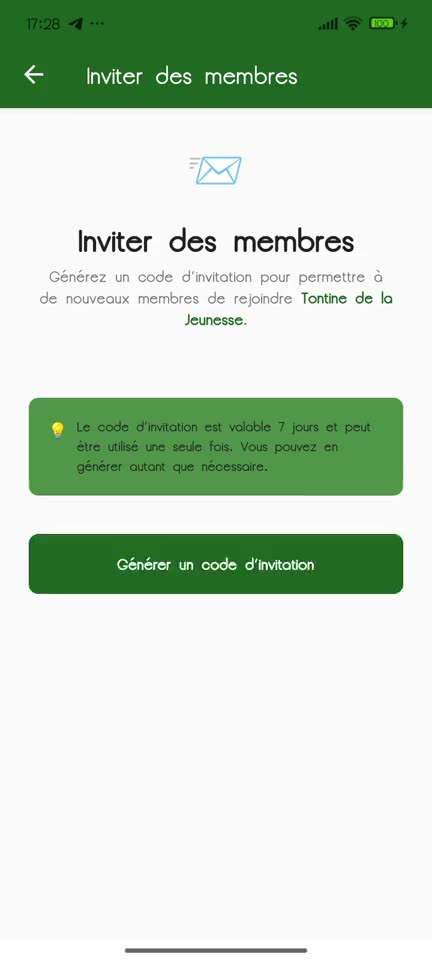 17:28
100
Inviter des membres
Inviter des membres
Générez un code d'invitation pour permettre à
de nouveaux membres de rejoindre Tontine de la
Jeunesse.
Le code d'invitation est valable 7 jours et peut
être utilisé une seule fois. Vous pouvez en
générer autant que nécessaire.
Générer un code d'invitation